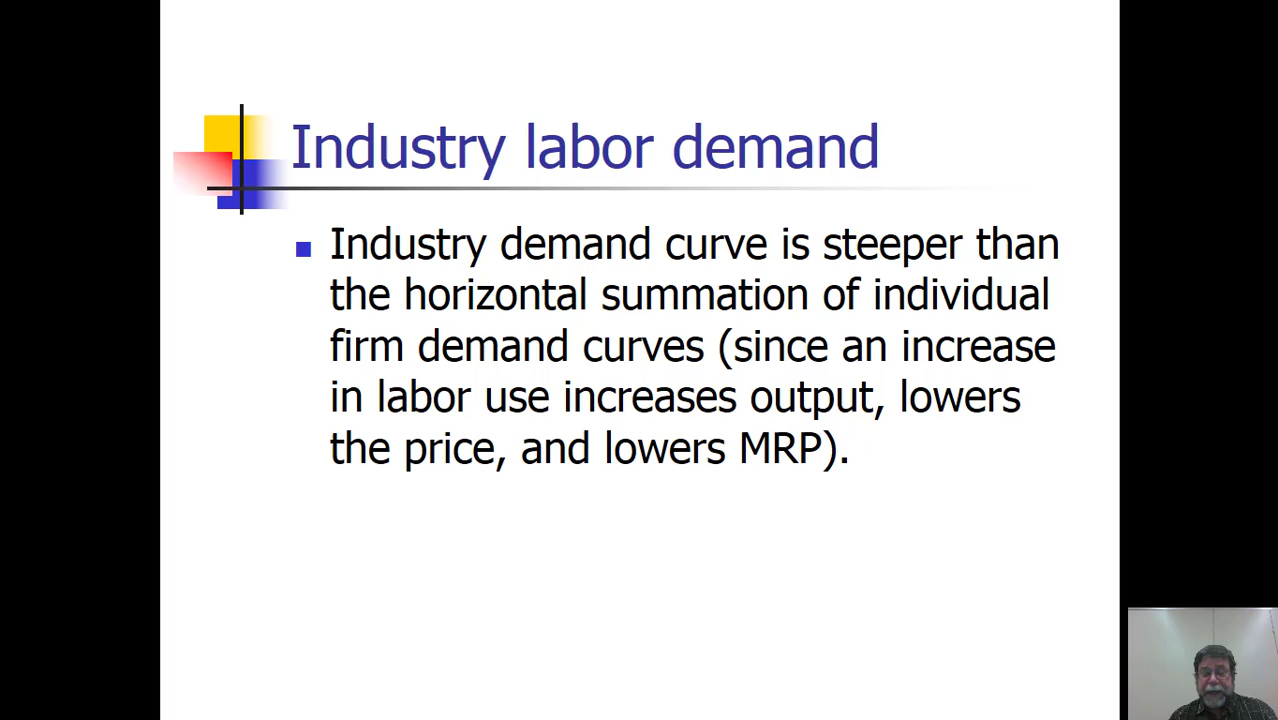 Industry labor demand
Industry demand curve is steeper than
the horizontal summation of individual
firm demand curves (since an increase
in labor use increases output, lowers
the price, and lowers MRP).